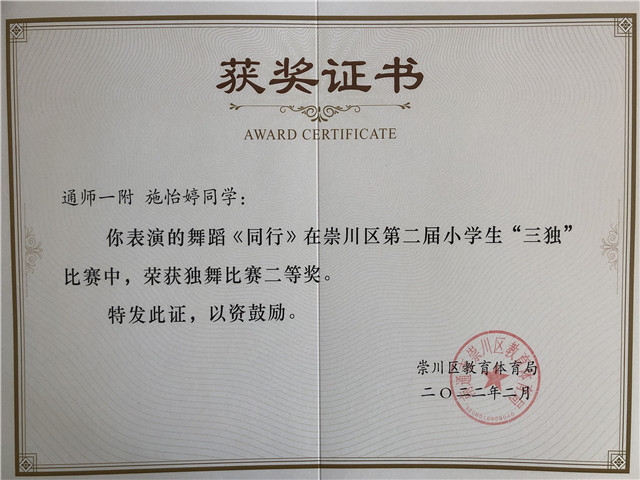 获奖证书
AWARD CERTIFICATE
通师一附 施怡婷同学：
你表演的舞蹈《同行》在崇川区第二届小学生“三独”
比赛中，荣获独舞比赛二等奖。
特发此证，以资鼓励。
崇川区教育体育局
二〇二二年二月